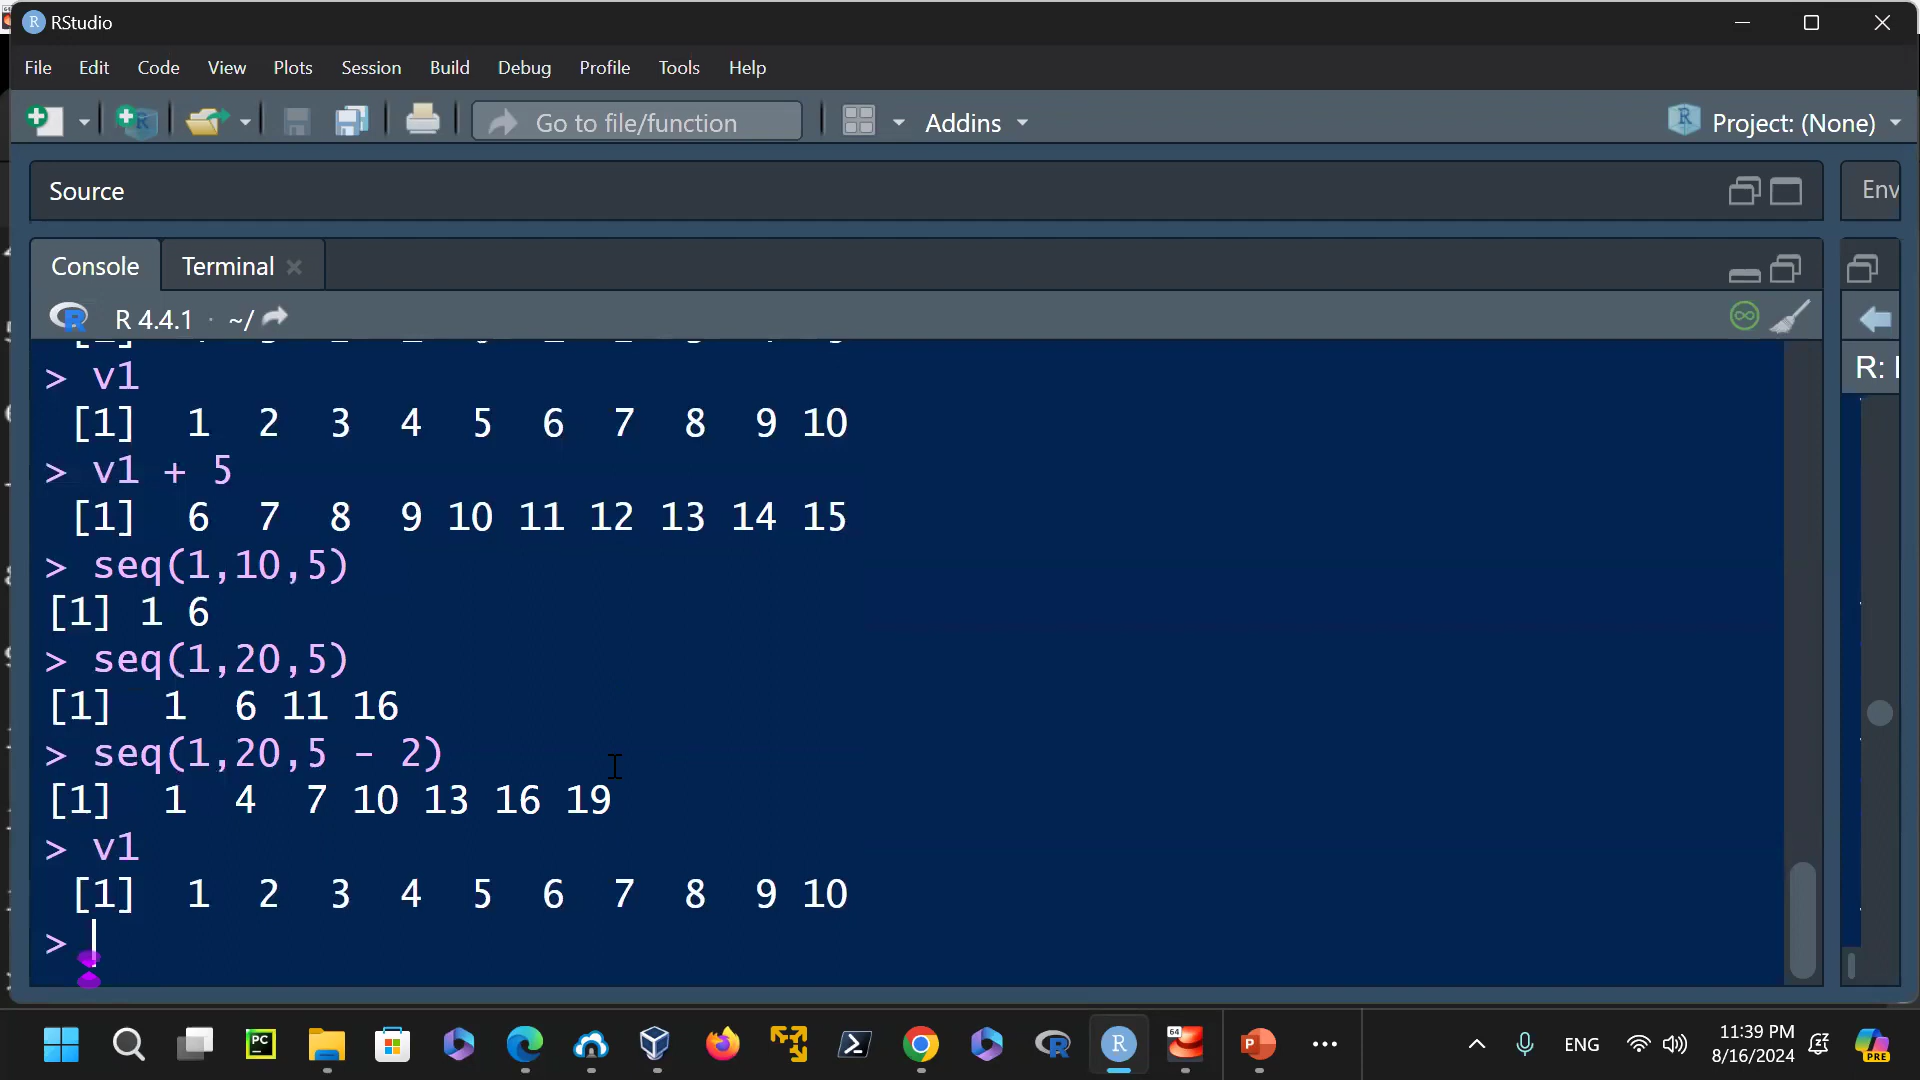 RStudio
File Edit Code View Plots Session Build Debug Profile Tools Help
Go to file/function Addins Project: (None)
Source Env
Console Terminal
R 4.4.1 · ~/ R:
> v1
[1] 1 2 3 4 5 6 7 8 9 10
> v1 + 5
[1] 6 7 8 9 10 11 12 13 14 15
> seq(1,10,5)
[1] 1 6
> seq(1,20,5)
[1] 1 6 11 16
> seq(1,20,5 - 2)
[1] 1 4 7 10 13 16 19
> v1
[1] 1 2 3 4 5 6 7 8 9 10
>
PC 64 P R ENG 11:39 PM
8/16/2024 PRE